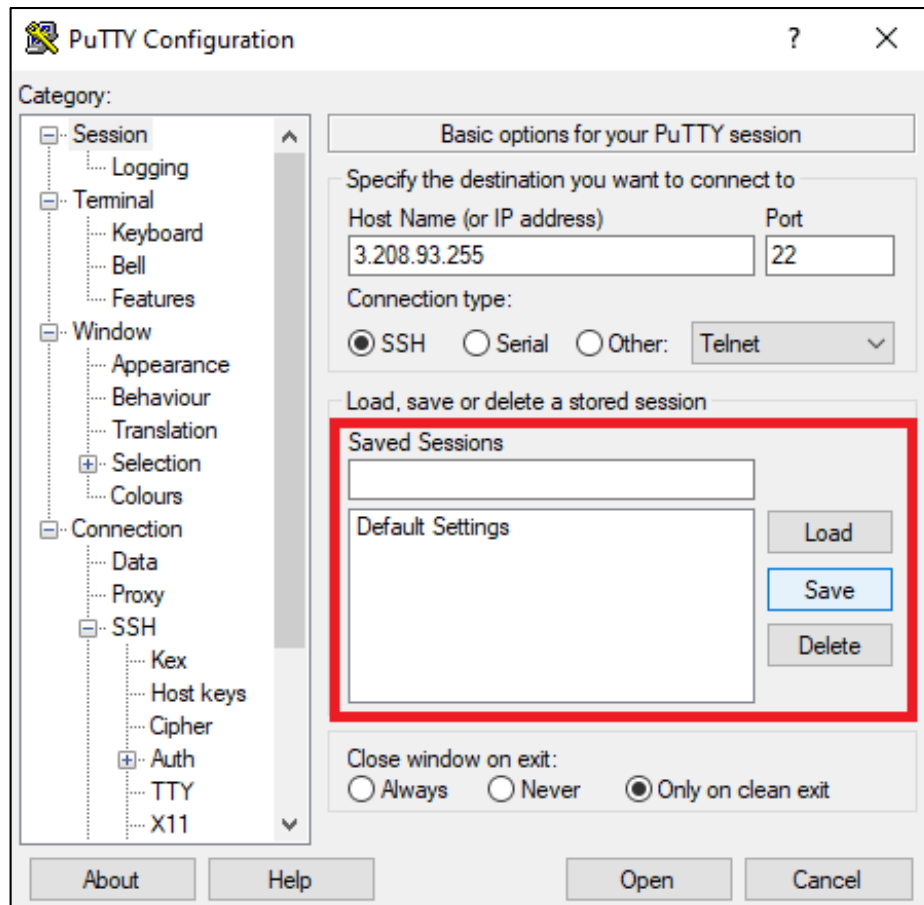 PuTTY Configuration
?
Category:
Session
Logging
Terminal
Keyboard
Bell
Features
Window
Appearance
Behaviour
Translation
Selection
Colours
Connection
Data
Proxy
SSH
Kex
Host keys
Cipher
Auth
TTY
X11
Basic options for your PuTTY session
Specify the destination you want to connect to
Host Name (or IP address) Port
3.208.93.255 22
Connection type:
SSH Serial Other: Telnet
Load, save or delete a stored session
Saved Sessions
Default Settings
Load
Save
Delete
Close window on exit:
Always Never Only on clean exit
About Help Open Cancel